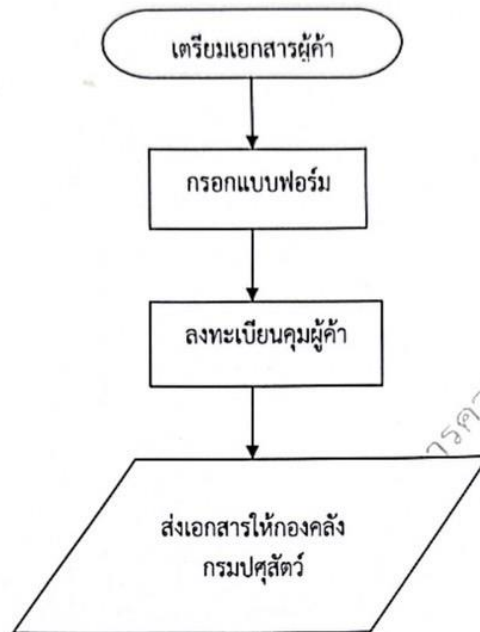 เตรียมเอกสารผู้ค้า
กรอกแบบฟอร์ม
ลงทะเบียนคุมผู้ค้า
ส่งเอกสารให้กองคลัง
กรมปศุสัตว์